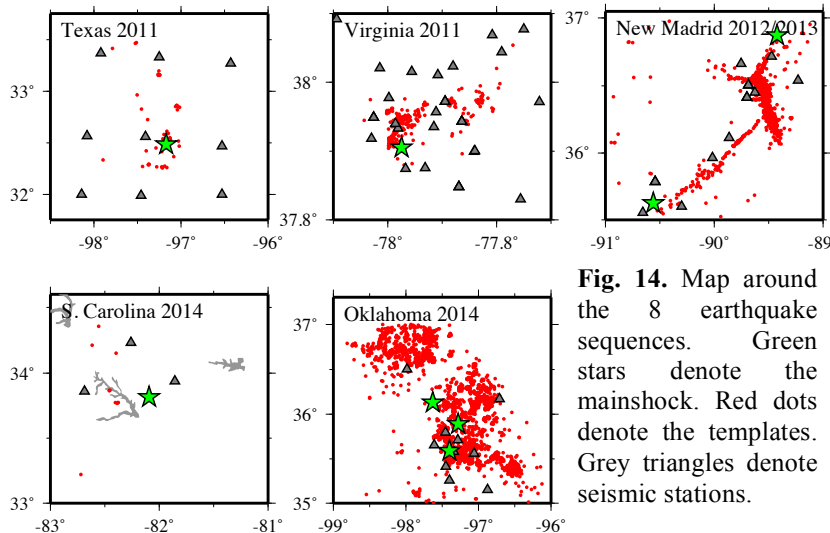 Texas 2011
33°
32°
-98 -97 -96
Virginia 2011
38°
37.8°
-78 -77.8
New Madrid 2012/2013
37°
36°
-91 -90 -89
S. Carolina 2014
34°
33°
-83 -82 -81
Oklahoma 2014
37°
36°
35°
-99 -98 -97 -96
Fig. 14. Map around
the 8 earthquake
sequences. Green
stars denote the
mainshock. Red dots
denote the templates.
Grey triangles denote
seismic stations.